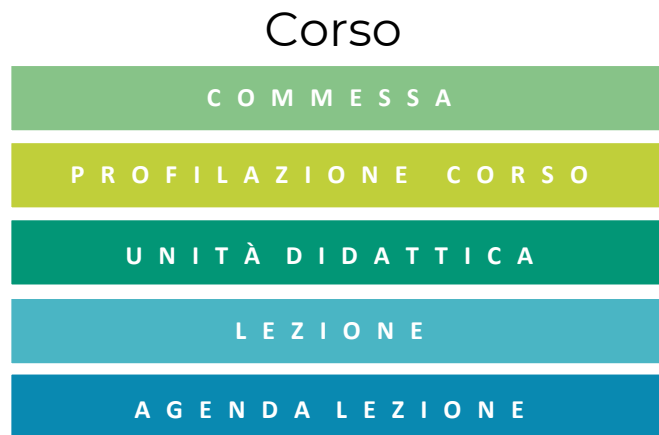 Corso
COMMESSA
PROFILAZIONE CORSO
UNITÀ DIDATTICA
LEZIONE
AGENDA LEZIONE